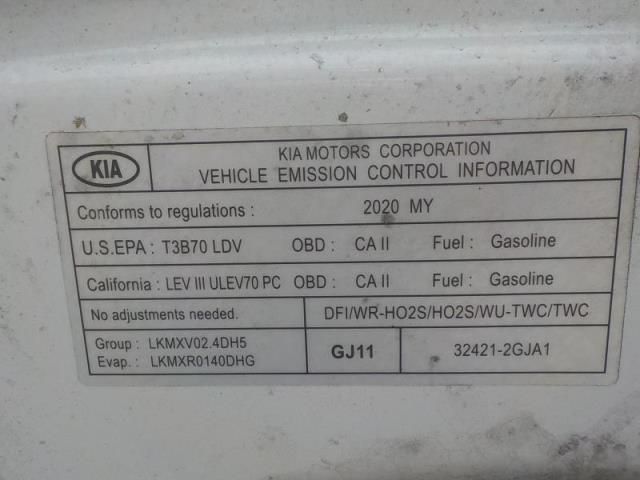 KIA
KIA MOTORS CORPORATION
VEHICLE EMISSION CONTROL INFORMATION
Conforms to regulations : 2020 MY
U.S.EPA : T3B70 LDV OBD : CA II Fuel : Gasoline
California : LEV III ULEV70 PC OBD : CA II Fuel : Gasoline
No adjustments needed. DFI/WR-HO2S/HO2S/WU-TWC/TWC
Group : LKMXV02.4DH5
Evap. : LKMXR0140DHG
GJ11
32421-2GJA1